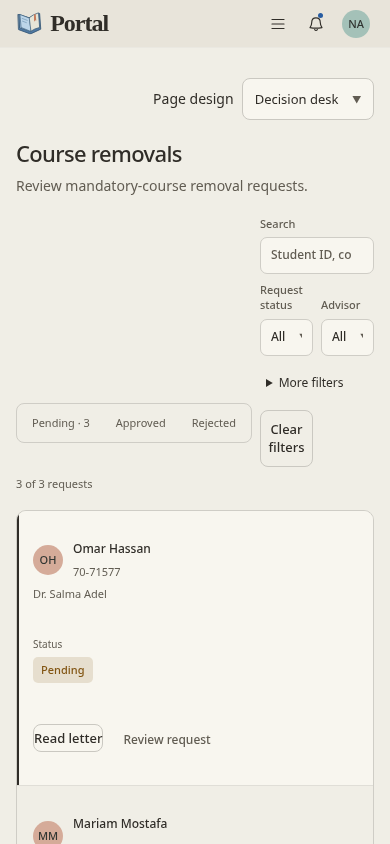 Portal
NA
Page design
Decision desk
Course removals
Review mandatory-course removal requests.
Search
Student ID, co
Request
status
Advisor
All
All
More filters
Pending · 3
Approved
Rejected
Clear
filters
3 of 3 requests
OH
Omar Hassan
70-71577
Dr. Salma Adel
Status
Pending
Read letter
Review request
MM
Mariam Mostafa